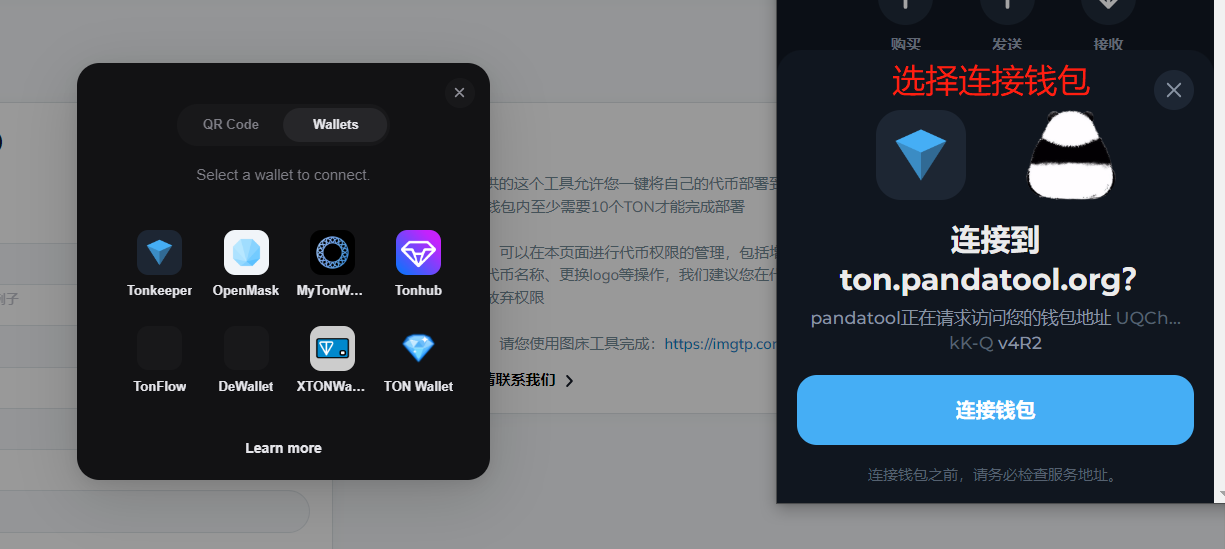 QR Code
Wallets
Select a wallet to connect.
Tonkeeper
OpenMask
MyTonW...
Tonhub
TonFlow
DeWallet
XTONWa...
TON Wallet
Learn more
例子
供的这个工具允许您一键将自己的代币部署到
钱包内至少需要10个TON才能完成部署
可以在本页面进行代币权限的管理，包括增
代币名称、更换logo等操作，我们建议您在代
放弃权限
请您使用图床工具完成：https://imgtp.con
请联系我们
购买
发送
接收
选择连接钱包
连接到
ton.pandatool.org?
pandatool正在请求访问您的钱包地址 UQCh...
kK-Q v4R2
连接钱包
连接钱包之前，请务必检查服务地址。